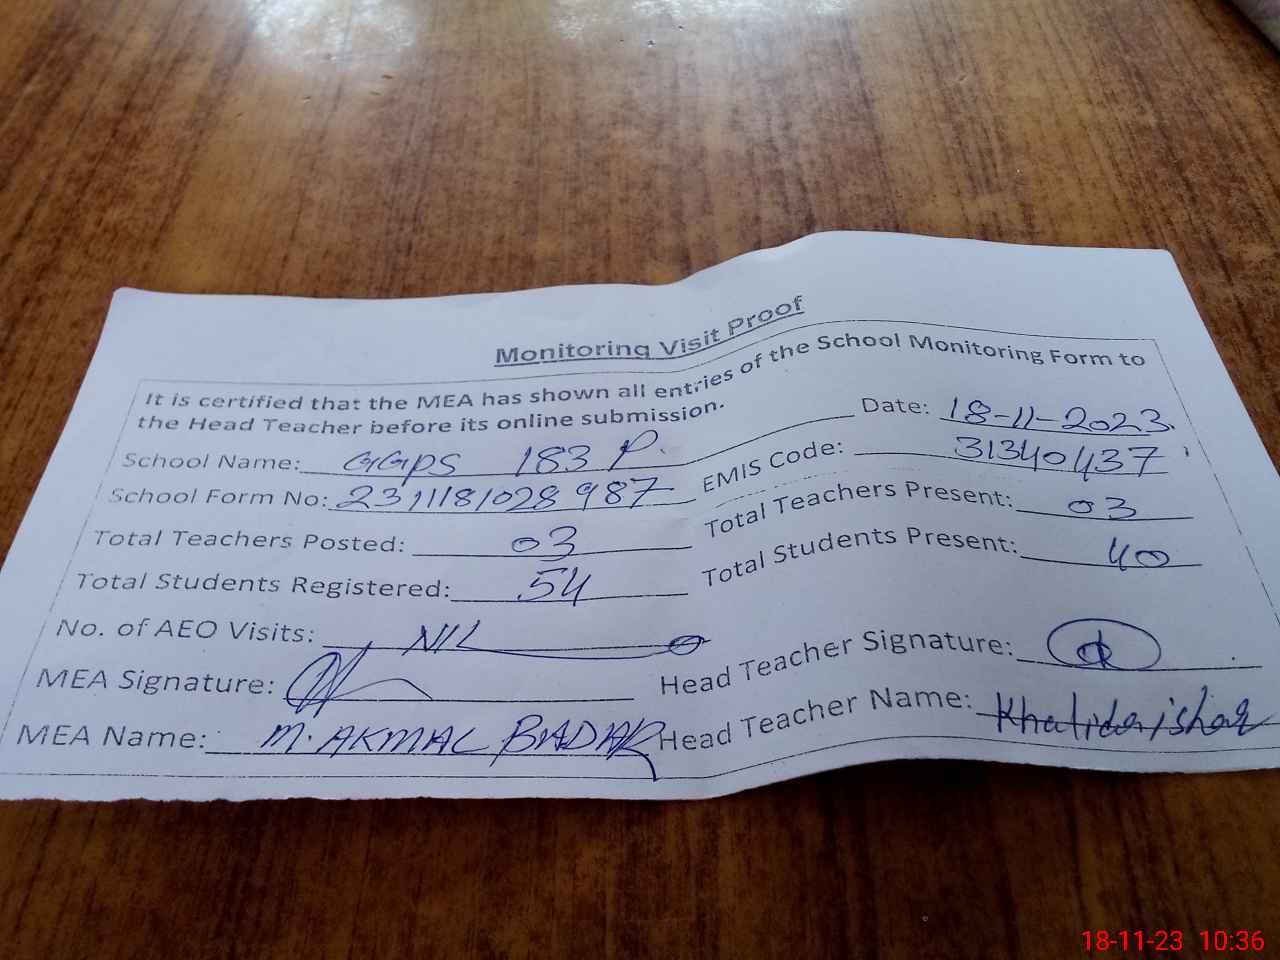 Monitoring Visit Proof
It is certified that the MEA has shown all entries of the School Monitoring Form to
the Head Teacher before its online submission.
Date: 18-11-2023
School Name: GGPS 183 P.
EMIS Code: 31340437
School Form No: 2311181028987
Total Teachers Present: 03
Total Teachers Posted: 03
Total Students Present: 40
Total Students Registered: 54
No. of AEO Visits: NIL
Head Teacher Signature:
MEA Signature:
Head Teacher Name:
MEA Name: M. AKMAL BADAR
18-11-23 10:36